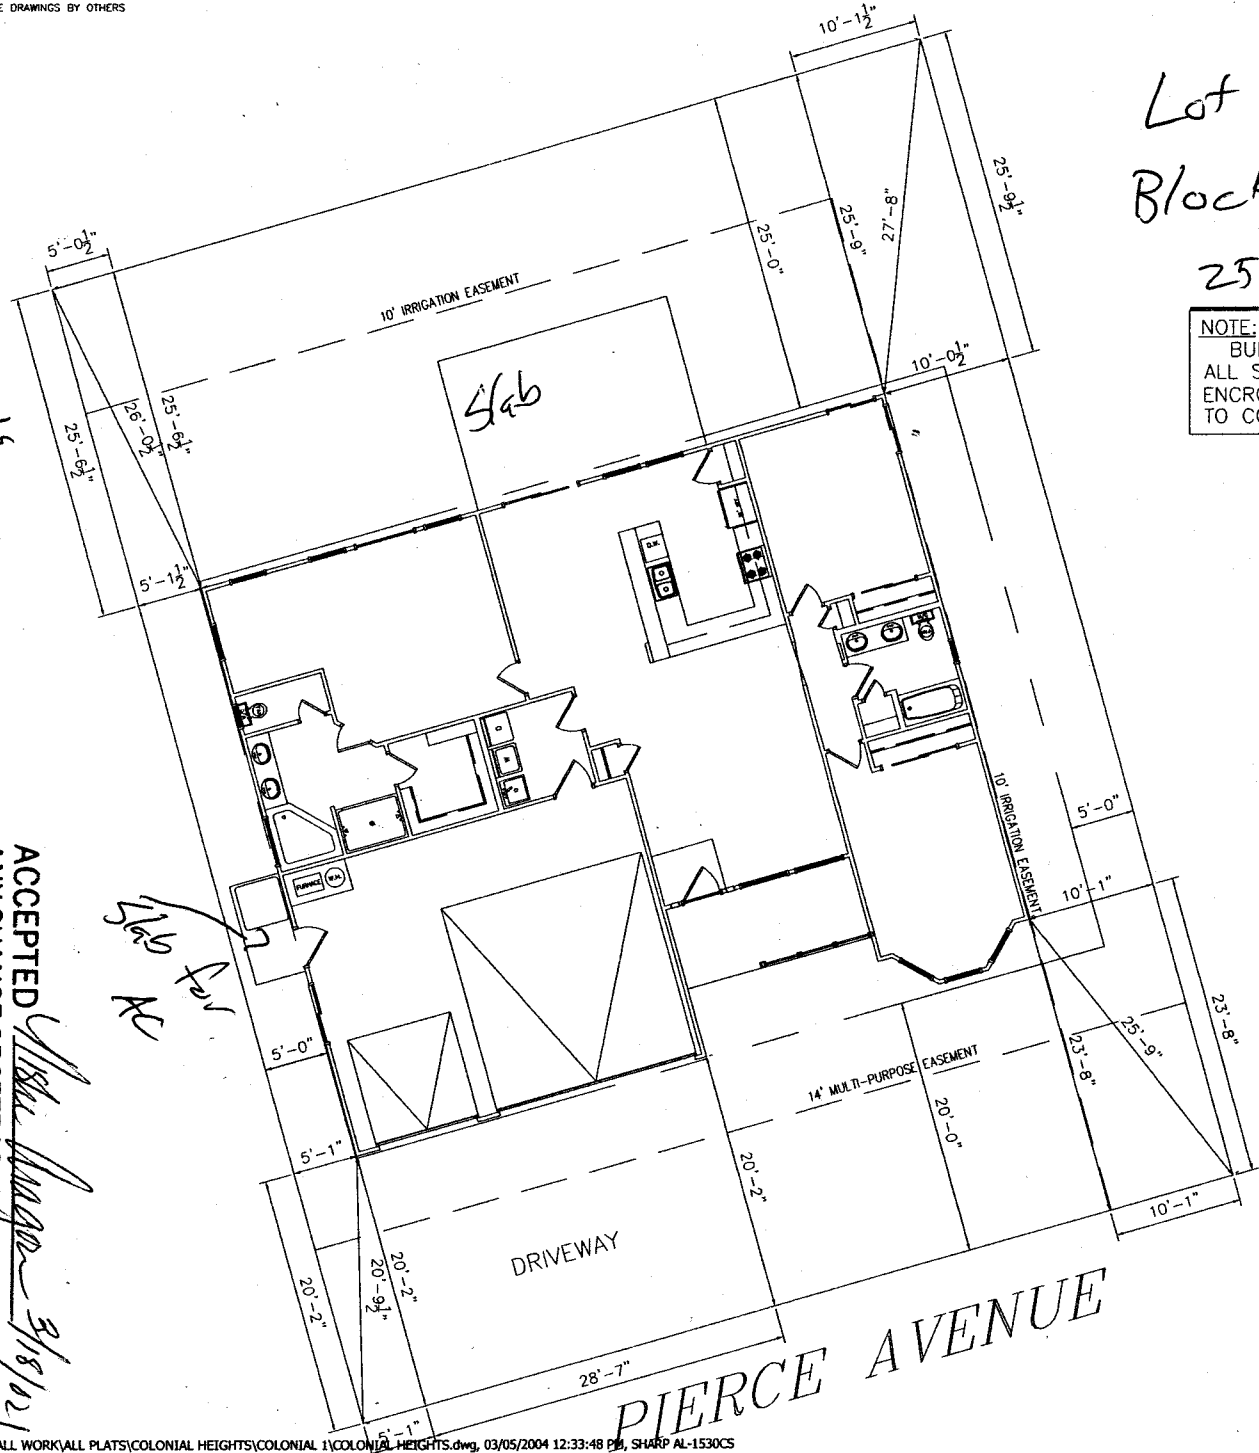 E DRAWINGS BY OTHERS
10'-1½"
Lot
Block
25
5'-0½"
25'-9½"
27'-8"
25'-9"
25'-0"
10' IRRIGATION EASEMENT
NOTE:
BUI
ALL S
ENCRO
TO CO
10'-0½"
Slab
25'-6½"
26'-0½"
25'-6½"
D.W.
5'-1½"
10' IRRIGATION EASEMENT
5'-0"
10'-1"
FURNACE
W.H.
Slab for
AC
ACCEPTED
3/18/04
5'-0"
14' MULTI-PURPOSE EASEMENT
23'-8"
25'-9"
23'-8"
20'-0"
5'-1"
20'-2"
10'-1"
DRIVEWAY
20'-2"
20'-9½"
20'-2"
28'-7"
PIERCE AVENUE
5'-1"
ALL WORK\ALL PLATS\COLONIAL HEIGHTS\COLONIAL 1\COLONIAL HEIGHTS.dwg, 03/05/2004 12:33:48 PM, SHARP AL-1530CS